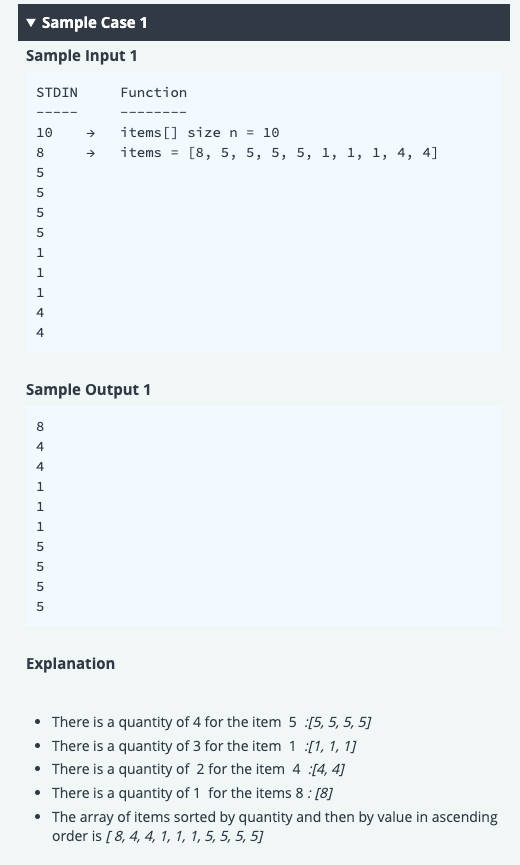 ▼ Sample Case 1
Sample Input 1
STDIN Function
----- --------
10 → items[] size n = 10
8 → items = [8, 5, 5, 5, 5, 1, 1, 1, 4, 4]
5
5
5
5
1
1
1
4
4
Sample Output 1
8
4
4
1
1
1
5
5
5
5
Explanation
• There is a quantity of 4 for the item 5 :[5, 5, 5, 5]
• There is a quantity of 3 for the item 1 :[1, 1, 1]
• There is a quantity of 2 for the item 4 :[4, 4]
• There is a quantity of 1 for the items 8 : [8]
• The array of items sorted by quantity and then by value in ascending
order is [ 8, 4, 4, 1, 1, 1, 5, 5, 5, 5]